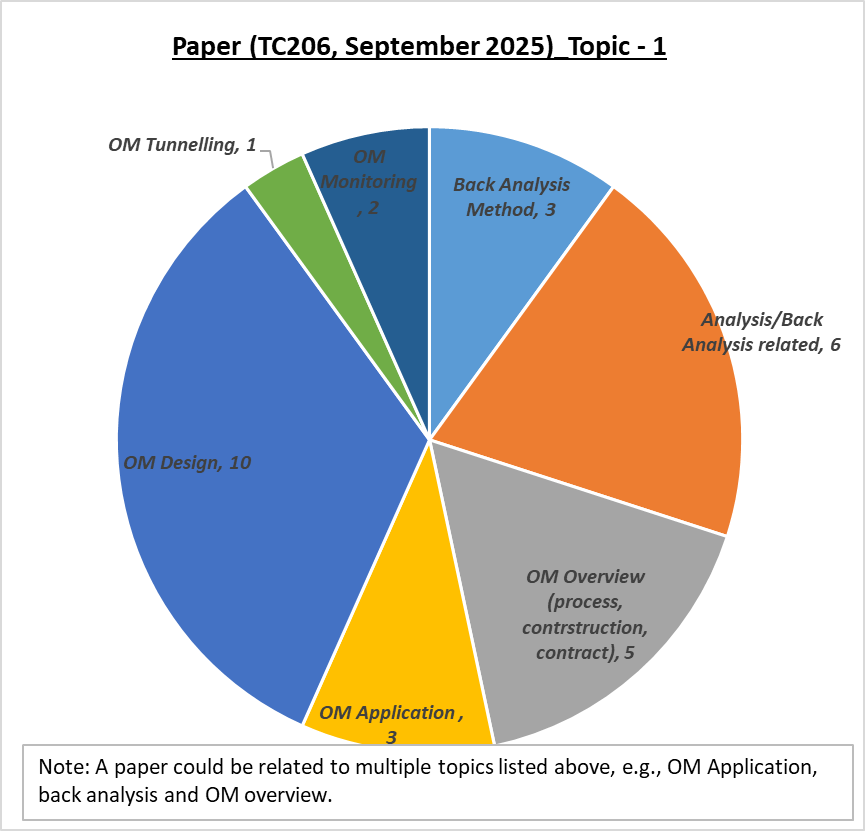 Paper (TC206, September 2025)_Topic - 1
OM Tunnelling, 1
OM
Monitoring
, 2
Back Analysis
Method, 3
Analysis/Back
Analysis related, 6
OM Design, 10
OM Overview
(process,
contrstruction,
contract), 5
OM Application ,
3
Note: A paper could be related to multiple topics listed above, e.g., OM Application,
back analysis and OM overview.